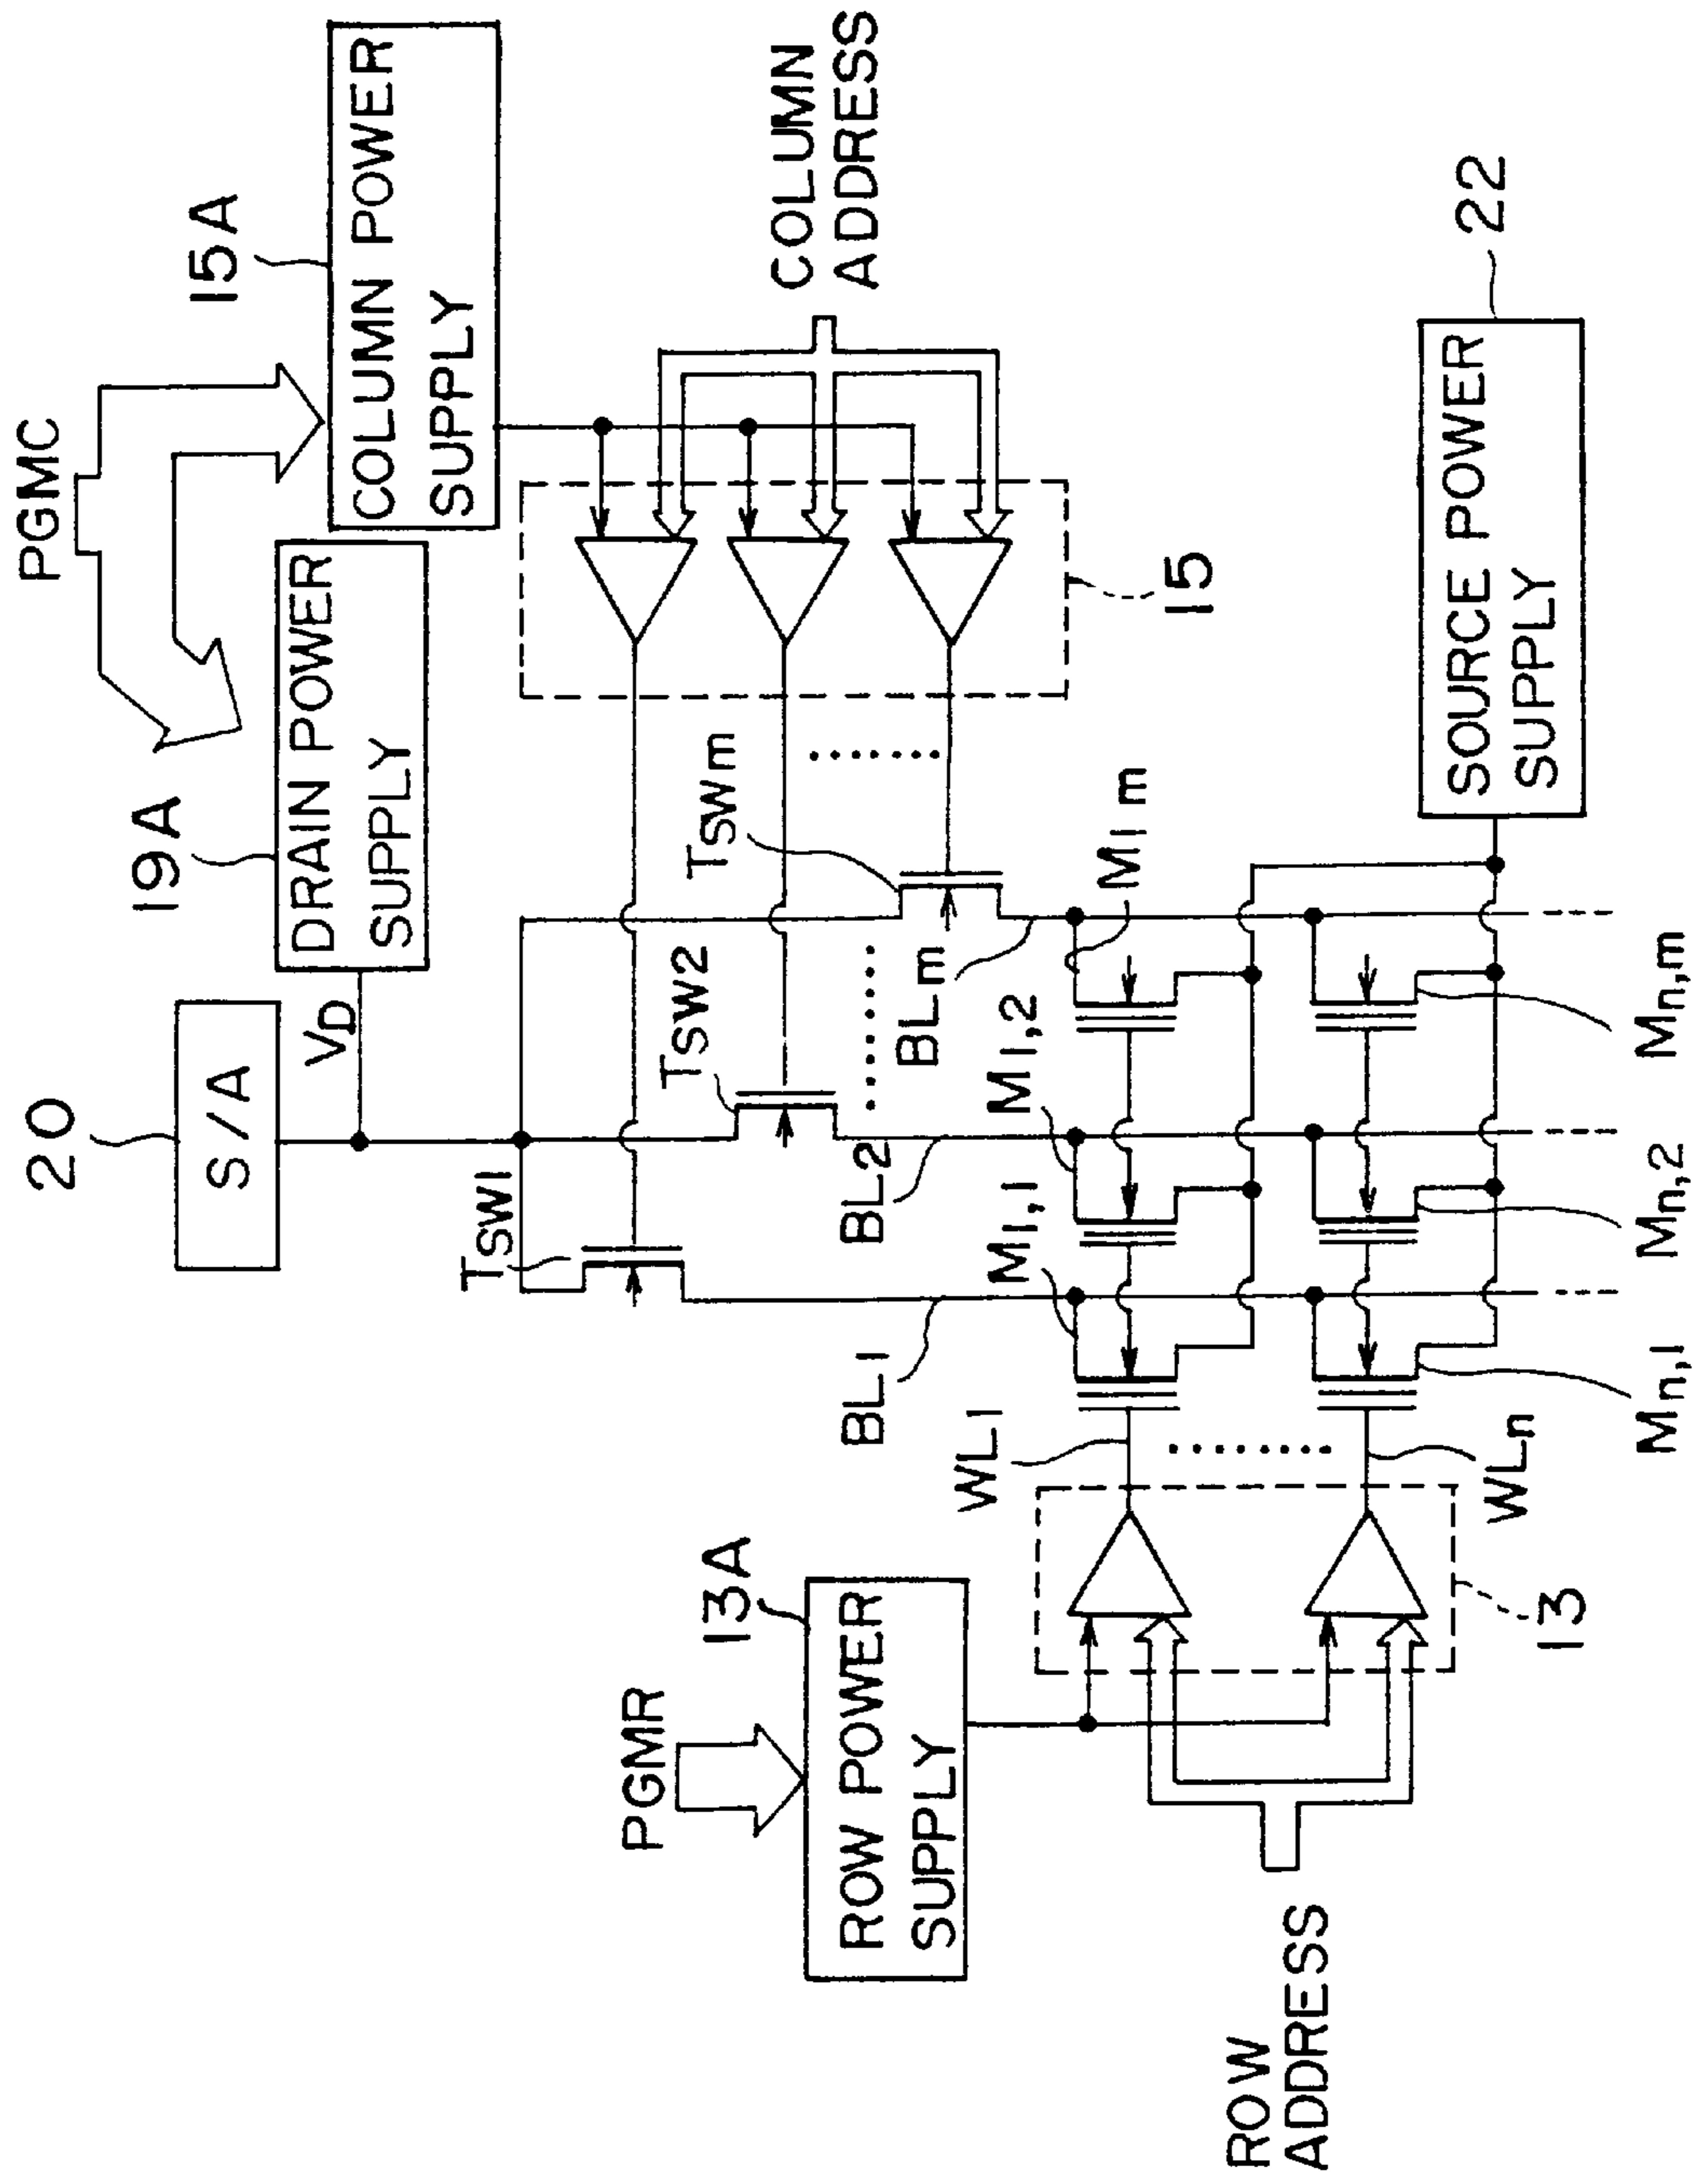 PGMC
20
19A
15A
S/A
DRAIN POWER
SUPPLY
COLUMN POWER
SUPPLY
VD
TSW1
TSW2
TSWm
COLUMN
ADDRESS
15
PGMR
13A
ROW POWER
SUPPLY
BL1
BL2
BLm
WL1
M1,1
M1,2
M1m
ROW
ADDRESS
13
WLn
Mn,1
Mn,2
Mn,m
SOURCE POWER
SUPPLY
22